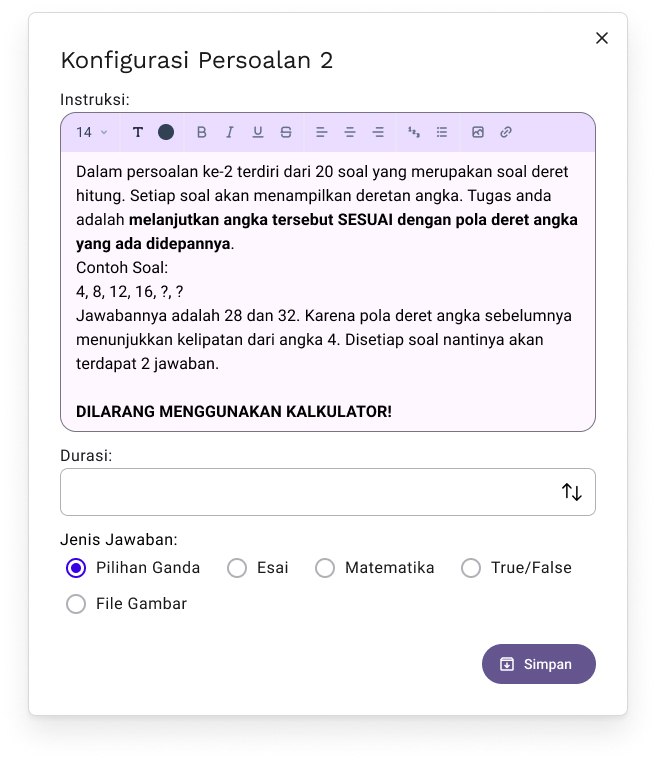 Konfigurasi Persoalan 2
Instruksi:
14 T B I U S
Dalam persoalan ke-2 terdiri dari 20 soal yang merupakan soal deret
hitung. Setiap soal akan menampilkan deretan angka. Tugas anda
adalah melanjutkan angka tersebut SESUAI dengan pola deret angka
yang ada didepannya.
Contoh Soal:
4, 8, 12, 16, ?, ?
Jawabannya adalah 28 dan 32. Karena pola deret angka sebelumnya
menunjukkan kelipatan dari angka 4. Disetiap soal nantinya akan
terdapat 2 jawaban.
DILARANG MENGGUNAKAN KALKULATOR!
Durasi:
Jenis Jawaban:
Pilihan Ganda Esai Matematika True/False
File Gambar
Simpan